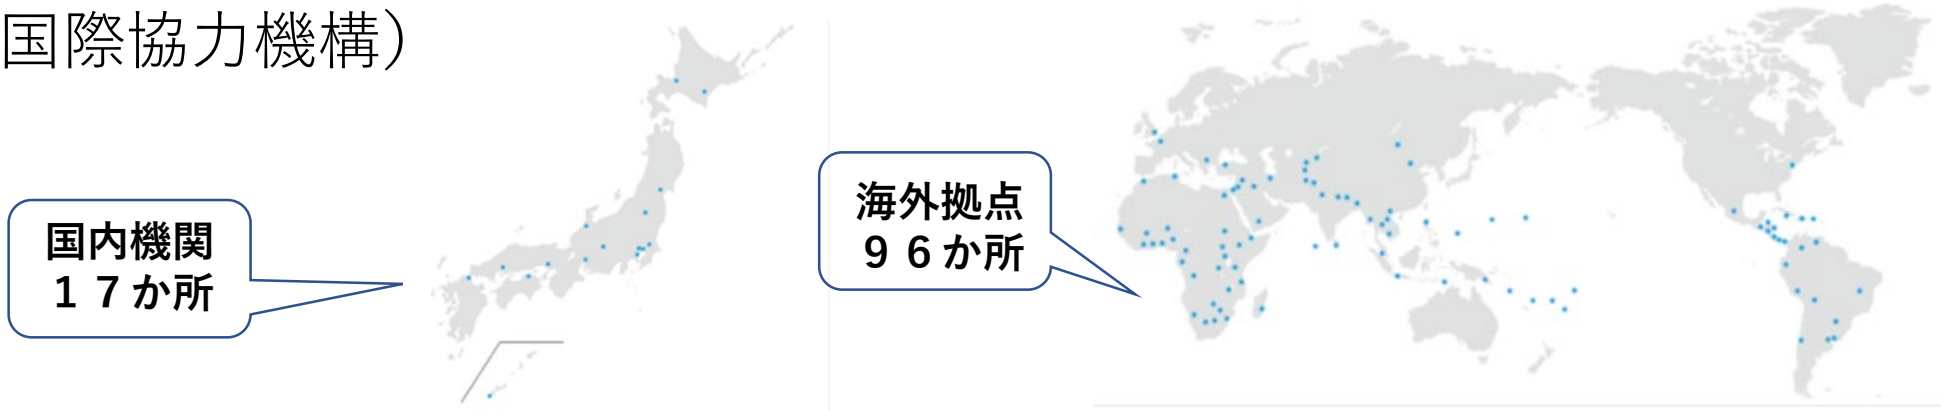 国際協力機構）
国内機関
１７か所
海外拠点
９６か所